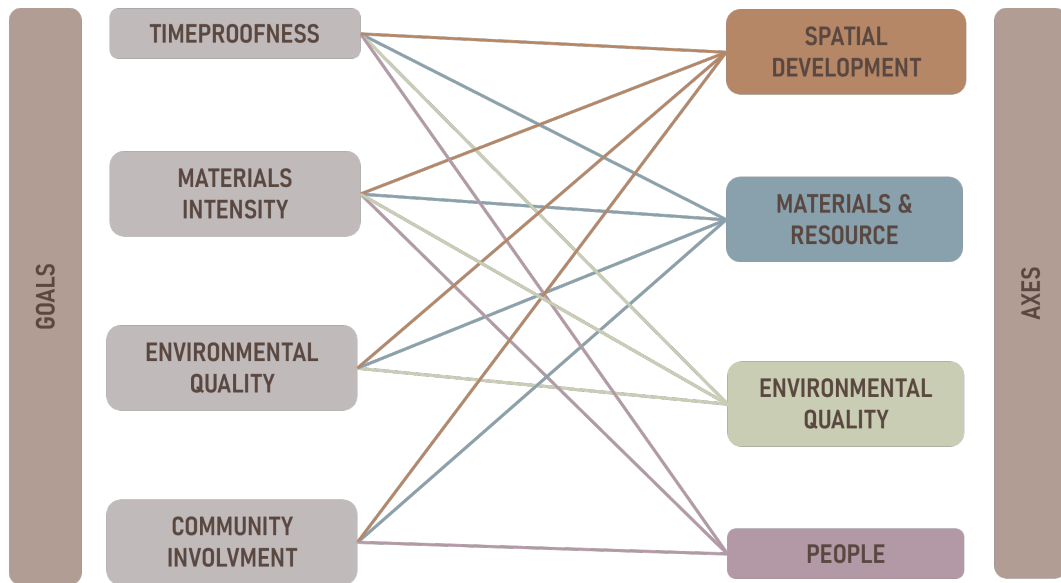 GOALS
TIMEPROOFNESS
MATERIALS
INTENSITY
ENVIRONMENTAL
QUALITY
COMMUNITY
INVOLVMENT
SPATIAL
DEVELOPMENT
MATERIALS &
RESOURCE
ENVIRONMENTAL
QUALITY
PEOPLE
AXES